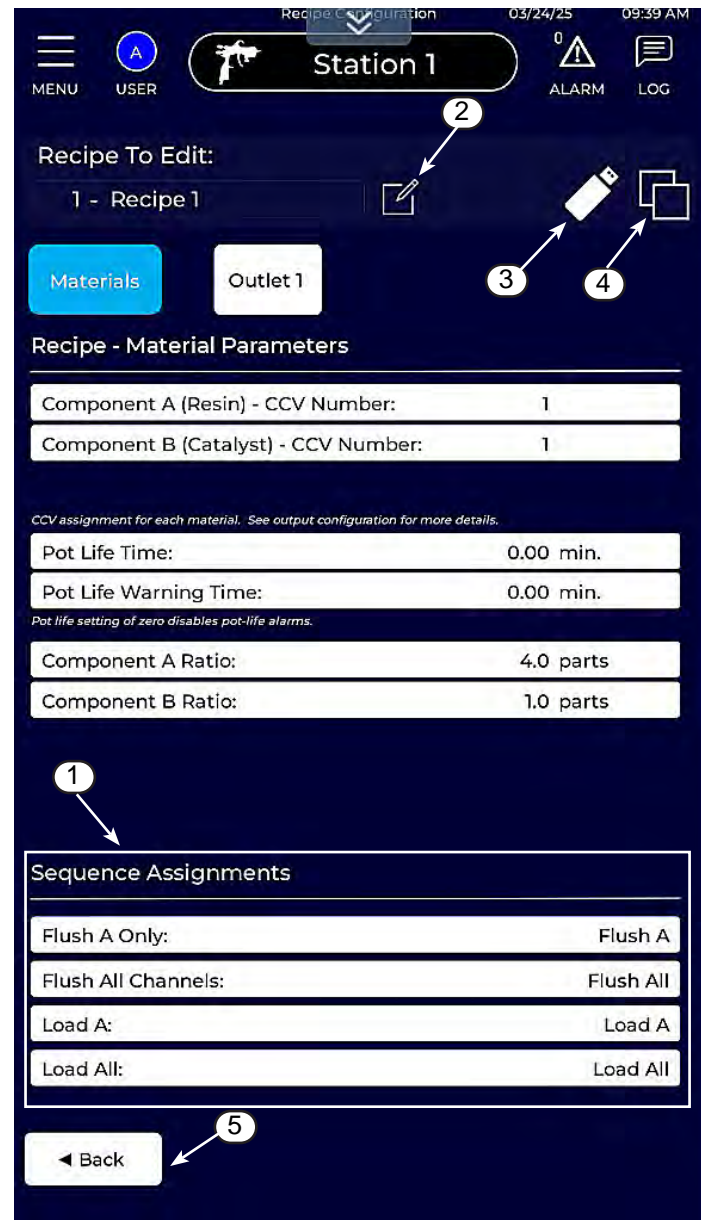 Recipe Configuration 03/24/25 09:39 AM
A Station 1 0
MENU USER ALARM LOG
2
Recipe To Edit:
1 - Recipe 1
Materials Outlet 1 3 4
Recipe - Material Parameters
Component A (Resin) - CCV Number: 1
Component B (Catalyst) - CCV Number: 1
CCV assignment for each material. See output configuration for more details.
Pot Life Time: 0.00 min.
Pot Life Warning Time: 0.00 min.
Pot life setting of zero disables pot-life alarms.
Component A Ratio: 4.0 parts
Component B Ratio: 1.0 parts
1
Sequence Assignments
Flush A Only: Flush A
Flush All Channels: Flush All
Load A: Load A
Load All: Load All
5
◄ Back